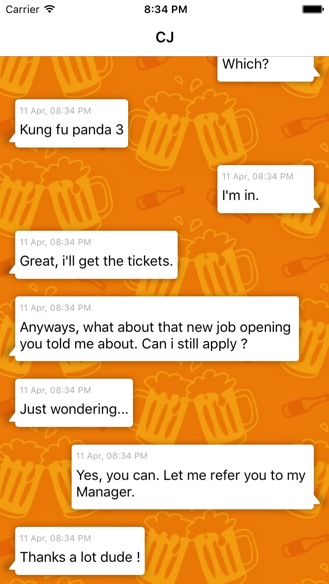 Carrier 8:34 PM
CJ
Which?
11 Apr, 08:34 PM
Kung fu panda 3
11 Apr, 08:34 PM
I'm in.
11 Apr, 08:34 PM
Great, i'll get the tickets.
11 Apr, 08:34 PM
Anyways, what about that new job opening
you told me about. Can i still apply ?
11 Apr, 08:34 PM
Just wondering...
11 Apr, 08:34 PM
Yes, you can. Let me refer you to my
Manager.
11 Apr, 08:34 PM
Thanks a lot dude !